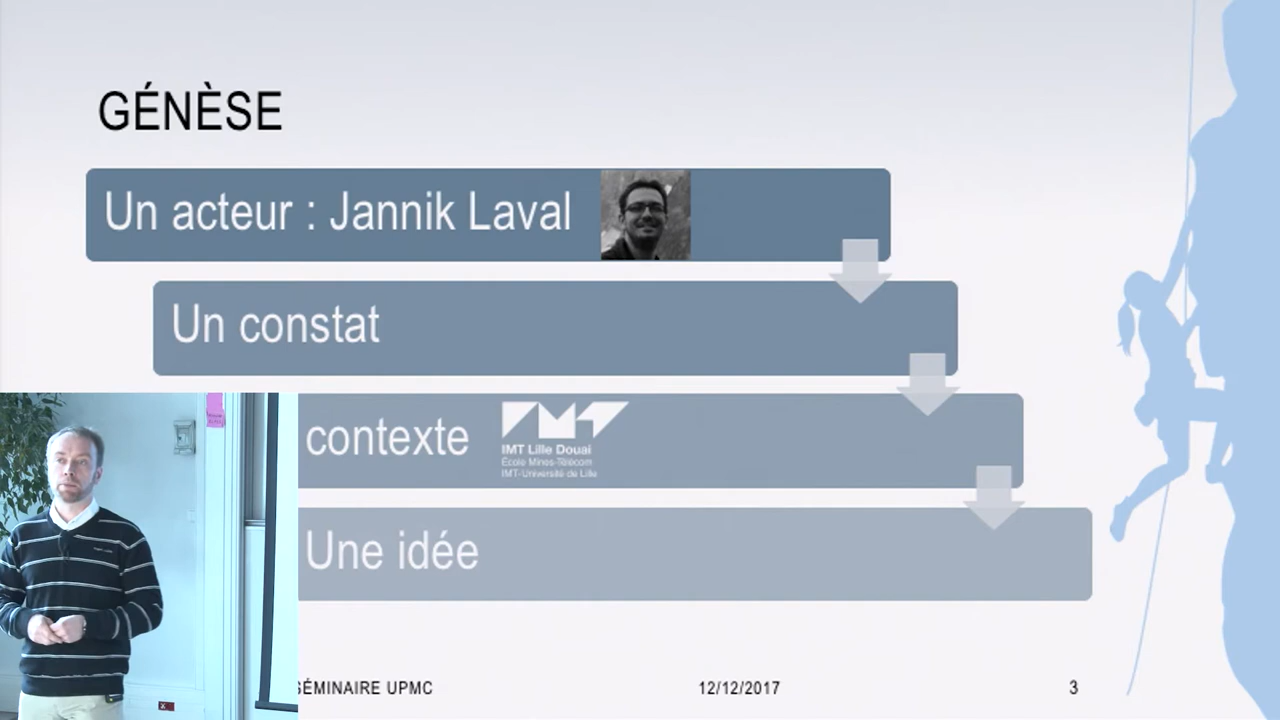 GÉNÈSE
Un acteur : Jannik Laval
Un constat
contexte
IMT Lille Douai
École Mines-Télécom
IMT-Université de Lille
Une idée
SÉMINAIRE UPMC
12/12/2017
3